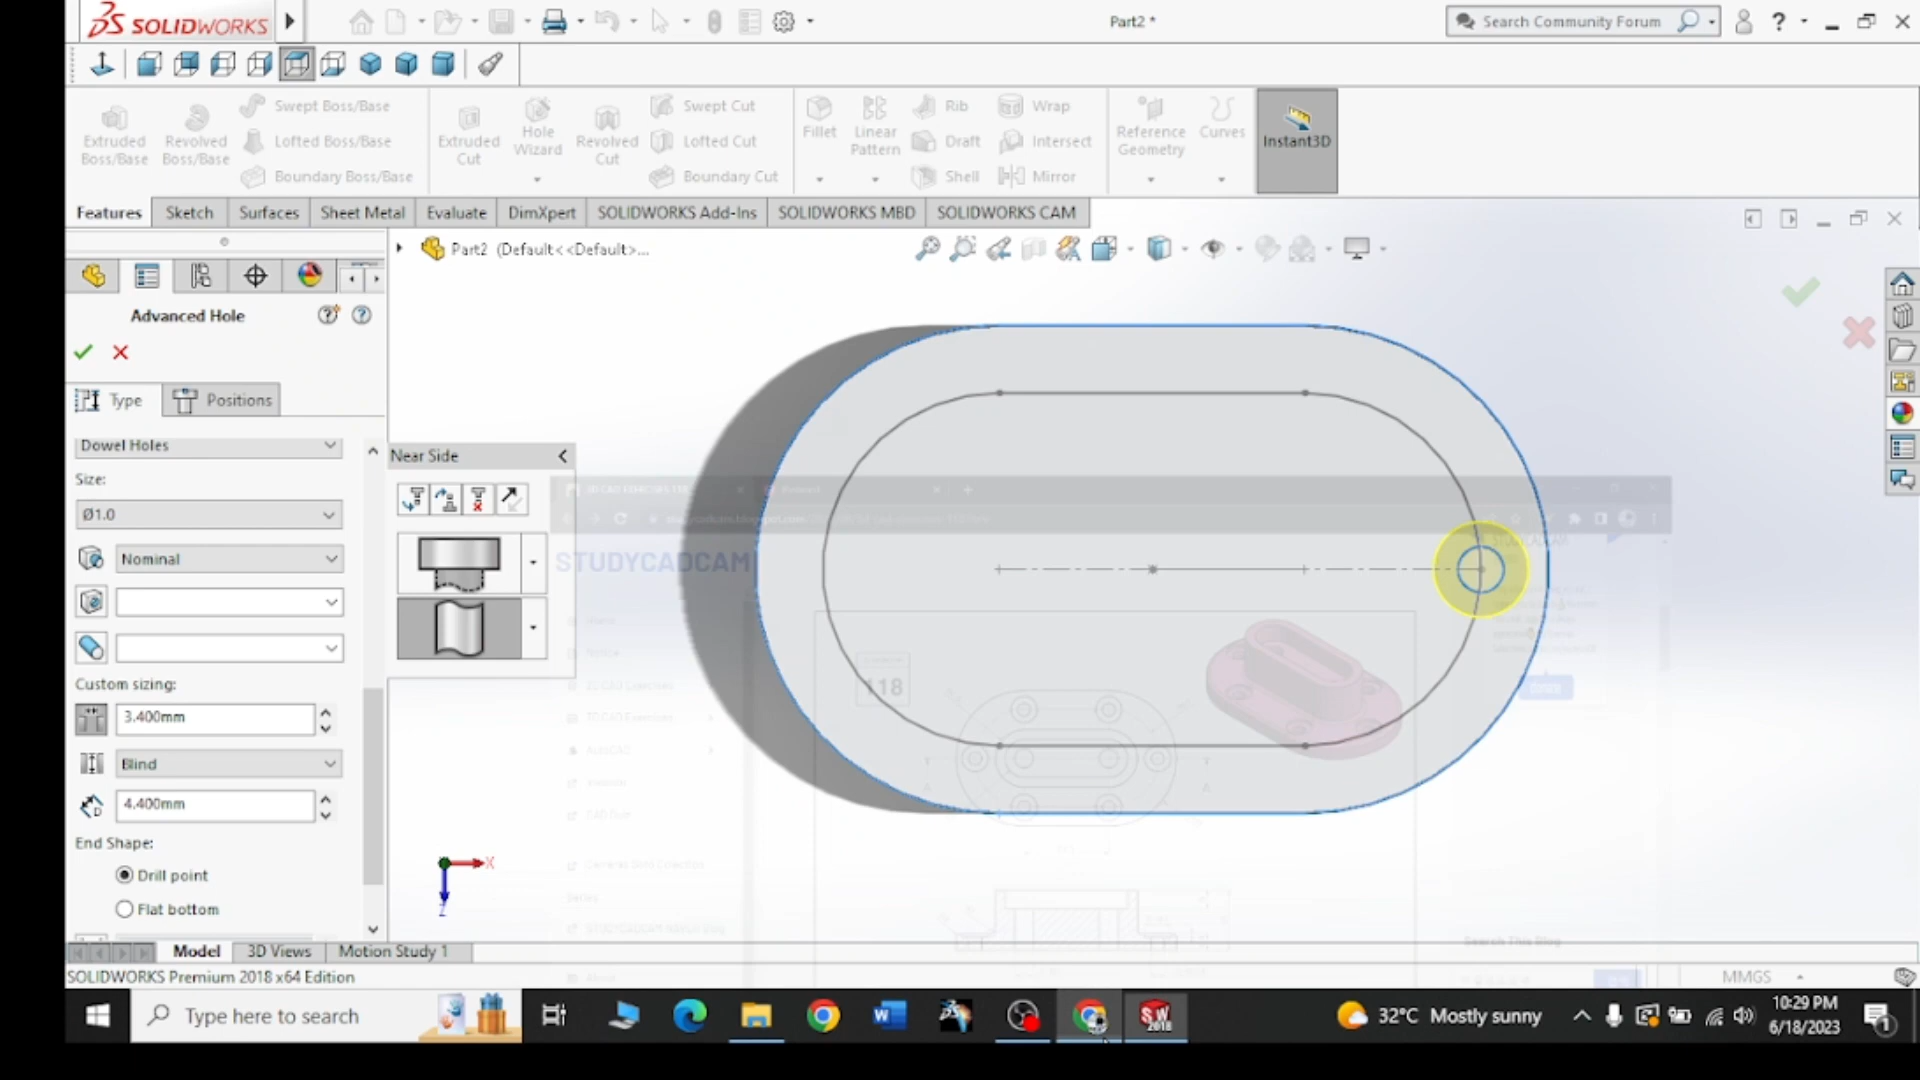 SOLIDWORKS
Part2 *
Search Community Forum
Extruded Boss/Base
Revolved Boss/Base
Swept Boss/Base
Lofted Boss/Base
Boundary Boss/Base
Extruded Cut
Hole Wizard
Revolved Cut
Swept Cut
Lofted Cut
Boundary Cut
Fillet
Linear Pattern
Rib
Draft
Shell
Wrap
Intersect
Mirror
Reference Geometry
Curves
Instant3D
Features
Sketch
Surfaces
Sheet Metal
Evaluate
DimXpert
SOLIDWORKS Add-Ins
SOLIDWORKS MBD
SOLIDWORKS CAM
Part2 (Default<<Default>...
Advanced Hole
Type
Positions
Dowel Holes
Size:
Ø1.0
Nominal
Custom sizing:
3.400mm
Blind
4.400mm
End Shape:
Drill point
Flat bottom
Near Side
STUDYCADCAM
118
Search This Blog
X
Z
Model
3D Views
Motion Study 1
SOLIDWORKS Premium 2018 x64 Edition
MMGS
Type here to search
SW
2018
32°C Mostly sunny
10:29 PM
6/18/2023
1